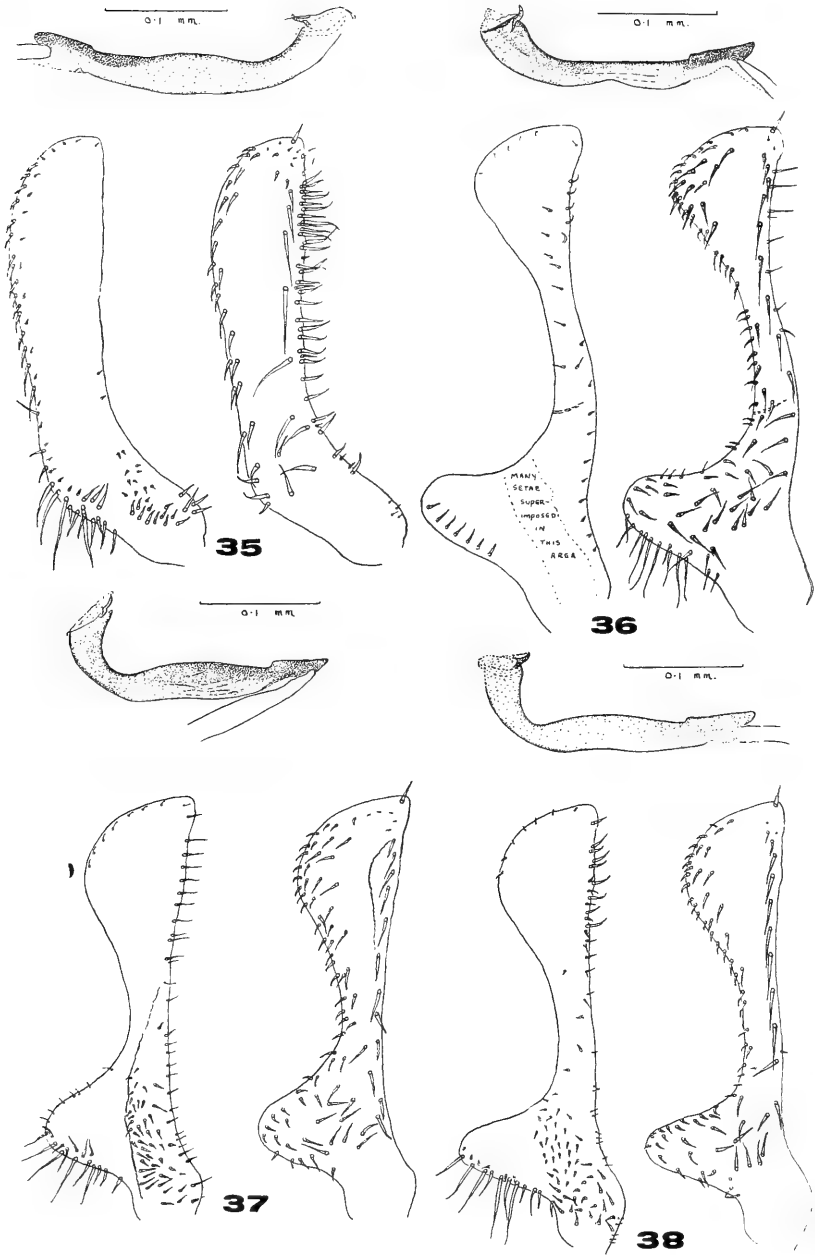 0·1 mm.
0·1 mm.
35
MANY
SETAE
SUPER-
IMPOSED
IN
THIS
AREA
36
0·1 mm
0·1 mm.
37
38